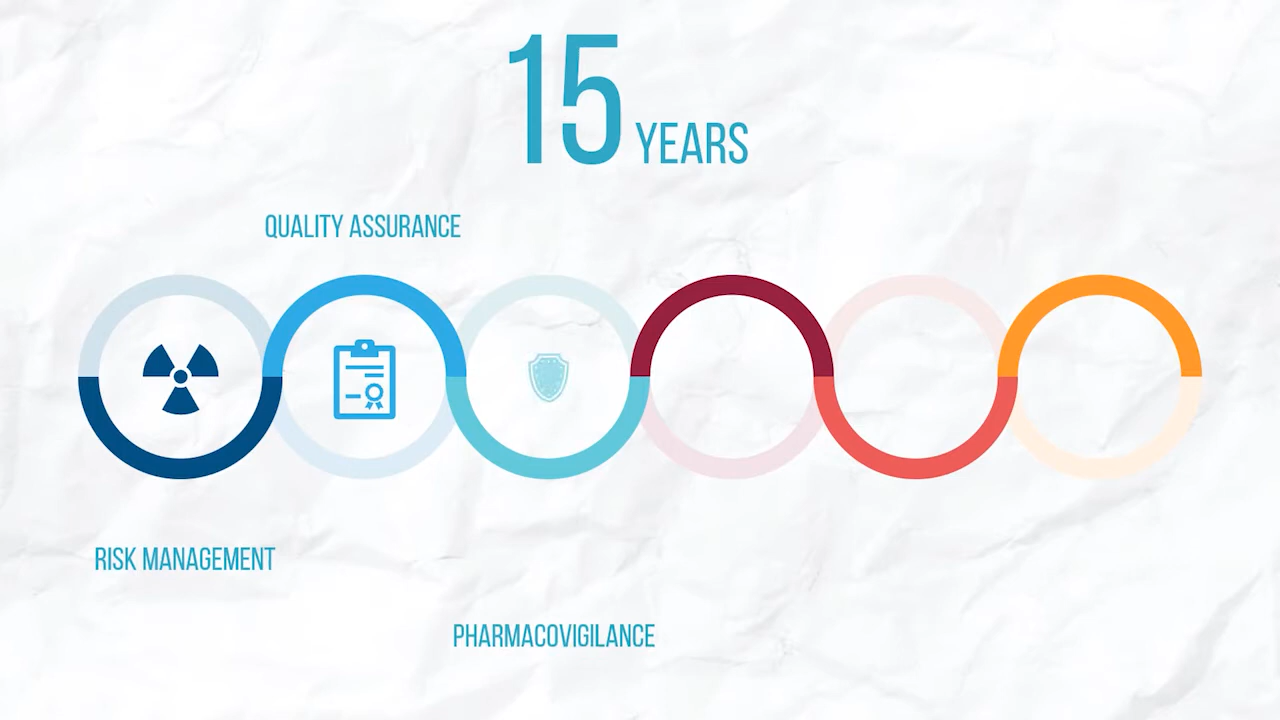 15 YEARS
QUALITY ASSURANCE
RISK MANAGEMENT
PHARMACOVIGILANCE